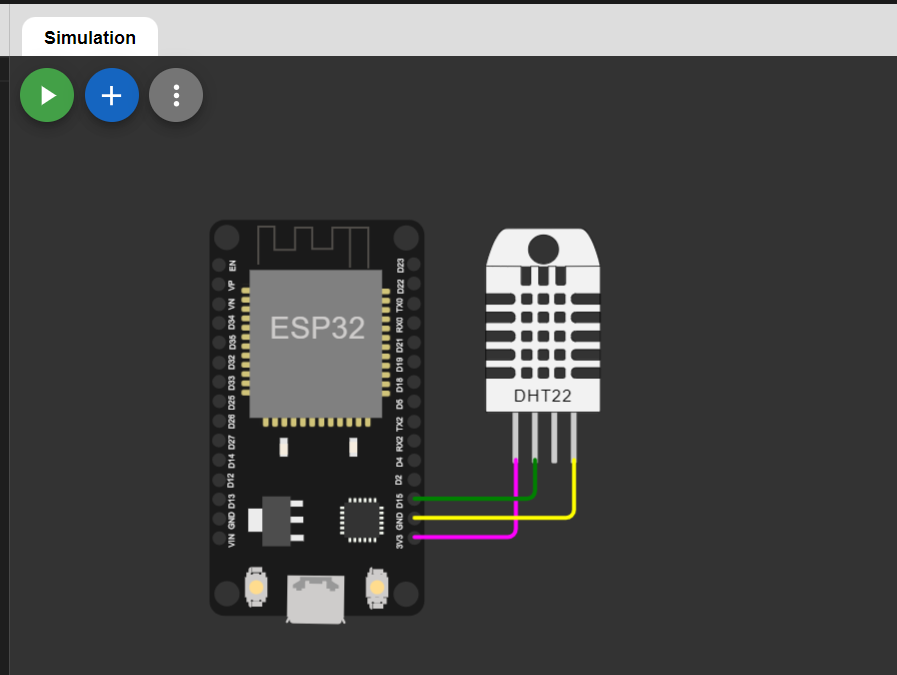 Simulation
ESP32
EN
VP
VN
D34
D35
D32
D33
D25
D26
D27
D14
D12
D13
GND
VIN
D23
D22
TX0
RX0
D21
D19
D18
D5
TX2
RX2
D4
D2
D15
GND
3V3
DHT22